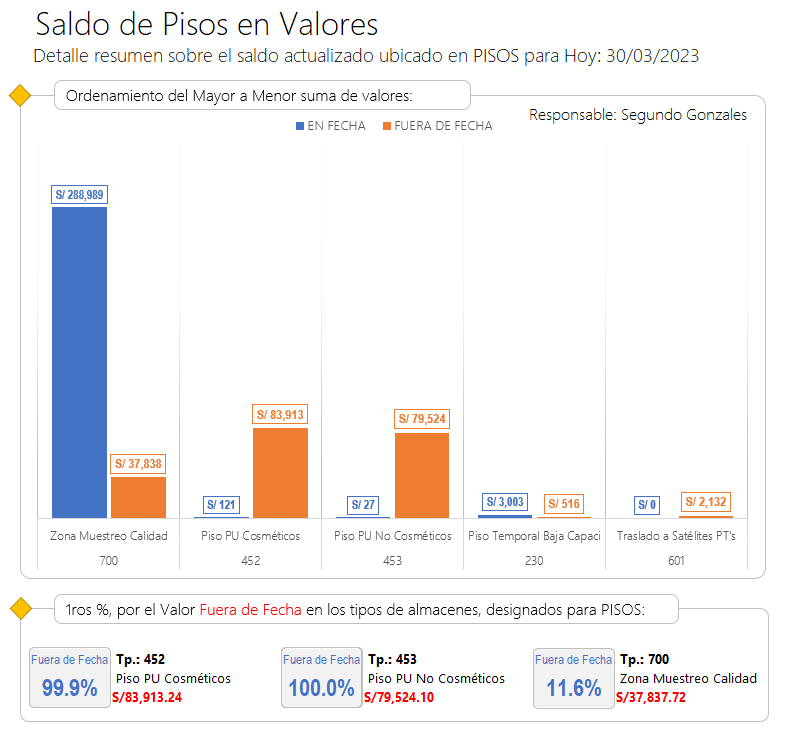 Saldo de Pisos en Valores
Detalle resumen sobre el saldo actualizado ubicado en PISOS para Hoy: 30/03/2023
Ordenamiento del Mayor a Menor suma de valores:
Responsable: Segundo Gonzales
EN FECHA FUERA DE FECHA
S/ 288,989
S/ 37,838
S/ 121
S/ 83,913
S/ 27
S/ 79,524
S/ 3,003
S/ 516
S/ 0
S/ 2,132
Zona Muestreo Calidad Piso PU Cosméticos Piso PU No Cosméticos Piso Temporal Baja Capaci Traslado a Satélites PT's
700 452 453 230 601
1ros %, por el Valor Fuera de Fecha en los tipos de almacenes, designados para PISOS:
Fuera de Fecha
99.9%
Tp.: 452
Piso PU Cosméticos
S/83,913.24
Fuera de Fecha
100.0%
Tp.: 453
Piso PU No Cosméticos
S/79,524.10
Fuera de Fecha
11.6%
Tp.: 700
Zona Muestreo Calidad
S/37,837.72